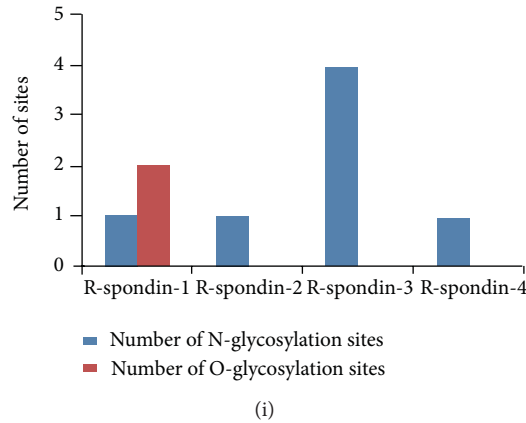 Number of sites
5
4
3
2
1
0
R-spondin-1 R-spondin-2 R-spondin-3 R-spondin-4
Number of N-glycosylation sites
Number of O-glycosylation sites
(i)